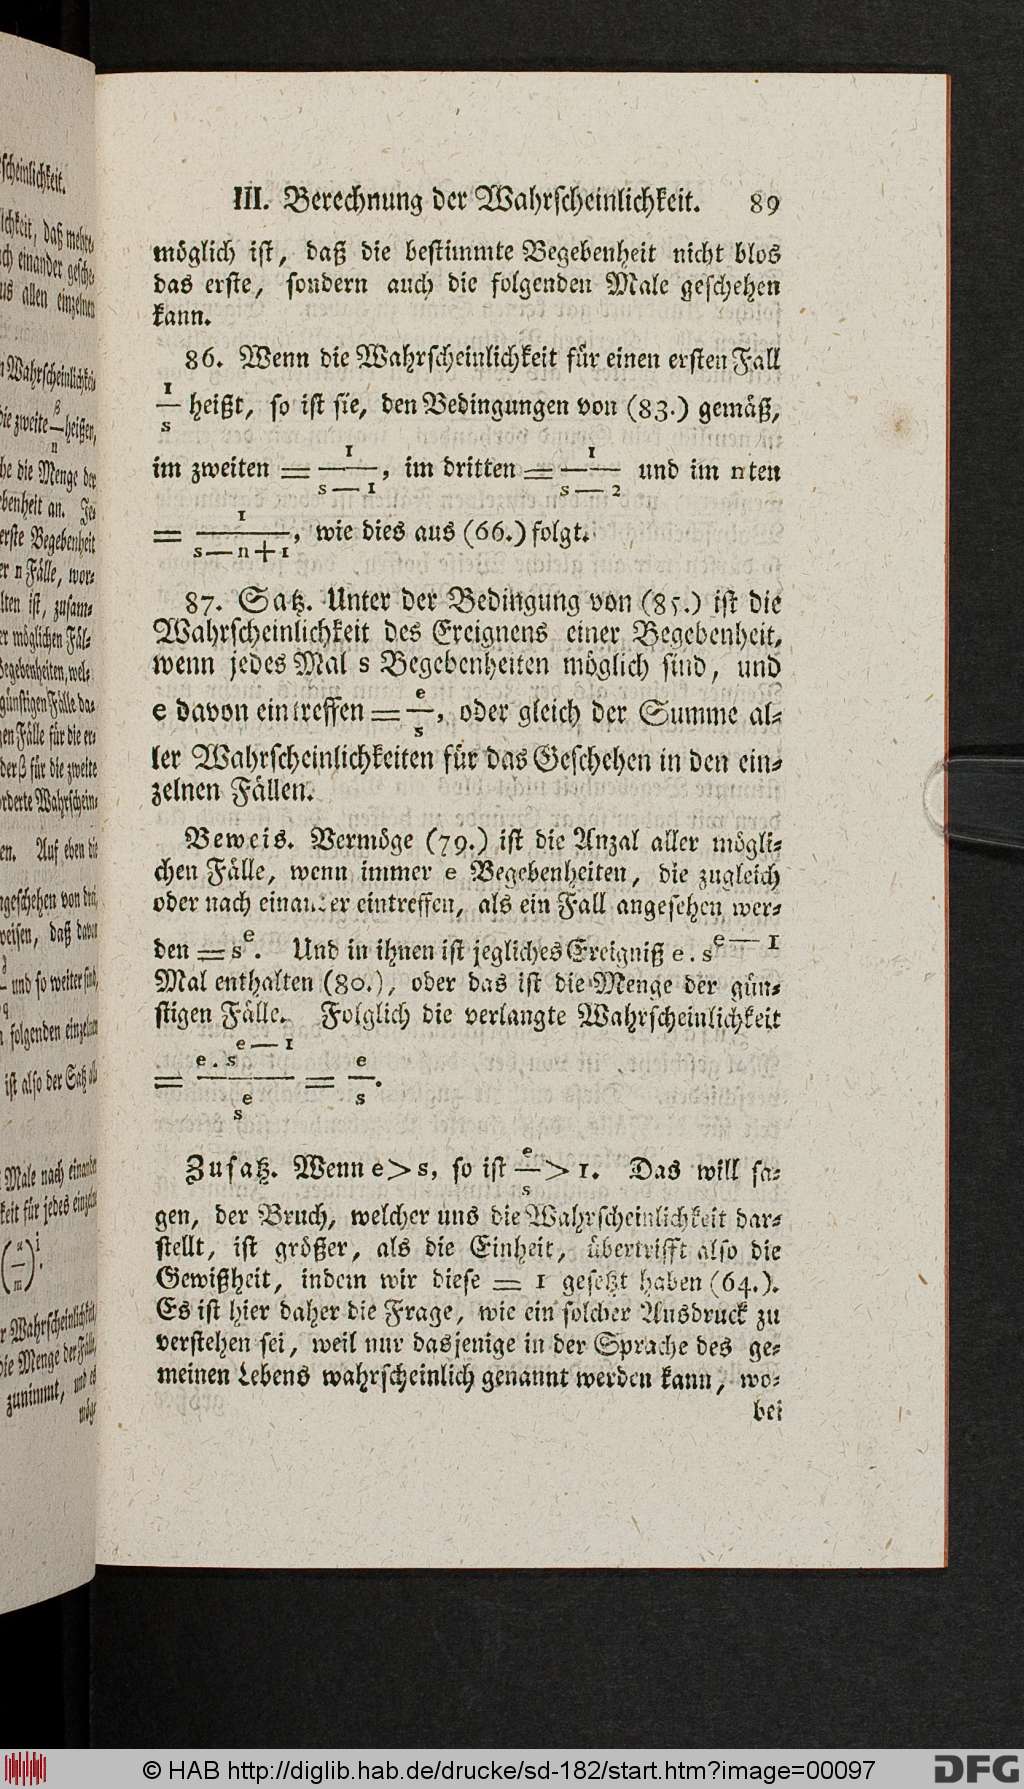 III. Berechnung der Wahrscheinlichkeit. 89
möglich ist, daß die bestimmte Begebenheit nicht blos
das erste, sondern auch die folgenden Male geschehen
kann.
86. Wenn die Wahrscheinlichkeit für einen ersten Fall
1/s heißt, so ist sie, den Bedingungen von (83.) gemäß,
im zweiten = 1/(s — 1), im dritten = 1/(s — 2) und im nten
= 1/(s — n + 1), wie dies aus (66.) folgt.
87. Satz. Unter der Bedingung von (85.) ist die
Wahrscheinlichkeit des Ereignens einer Begebenheit,
wenn jedes Mal s Begebenheiten möglich sind, und
e davon eintreffen = e/s, oder gleich der Summe al-
ler Wahrscheinlichkeiten für das Geschehen in den ein-
zelnen Fällen.
Beweis. Vermöge (79.) ist die Anzal aller mögli-
chen Fälle, wenn immer e Begebenheiten, die zugleich
oder nach einander eintreffen, als ein Fall angesehen wer-
den = s^e. Und in ihnen ist jegliches Ereigniß e . s^(e — 1)
Mal enthalten (80.), oder das ist die Menge der gün-
stigen Fälle. Folglich die verlangte Wahrscheinlichkeit
= e . s^(e — 1)/s^e = e/s.
Zusatz. Wenn e > s, so ist e/s > 1. Das will sa-
gen, der Bruch, welcher uns die Wahrscheinlichkeit dar-
stellt, ist größer, als die Einheit, übertrifft also die
Gewißheit, indem wir diese = 1 gesetzt haben (64.).
Es ist hier daher die Frage, wie ein solcher Ausdruck zu
verstehen sei, weil nur dasjenige in der Sprache des ge-
meinen Lebens wahrscheinlich genannt werden kann, wo-
bei
© HAB http://diglib.hab.de/drucke/sd-182/start.htm?image=00097
DFG